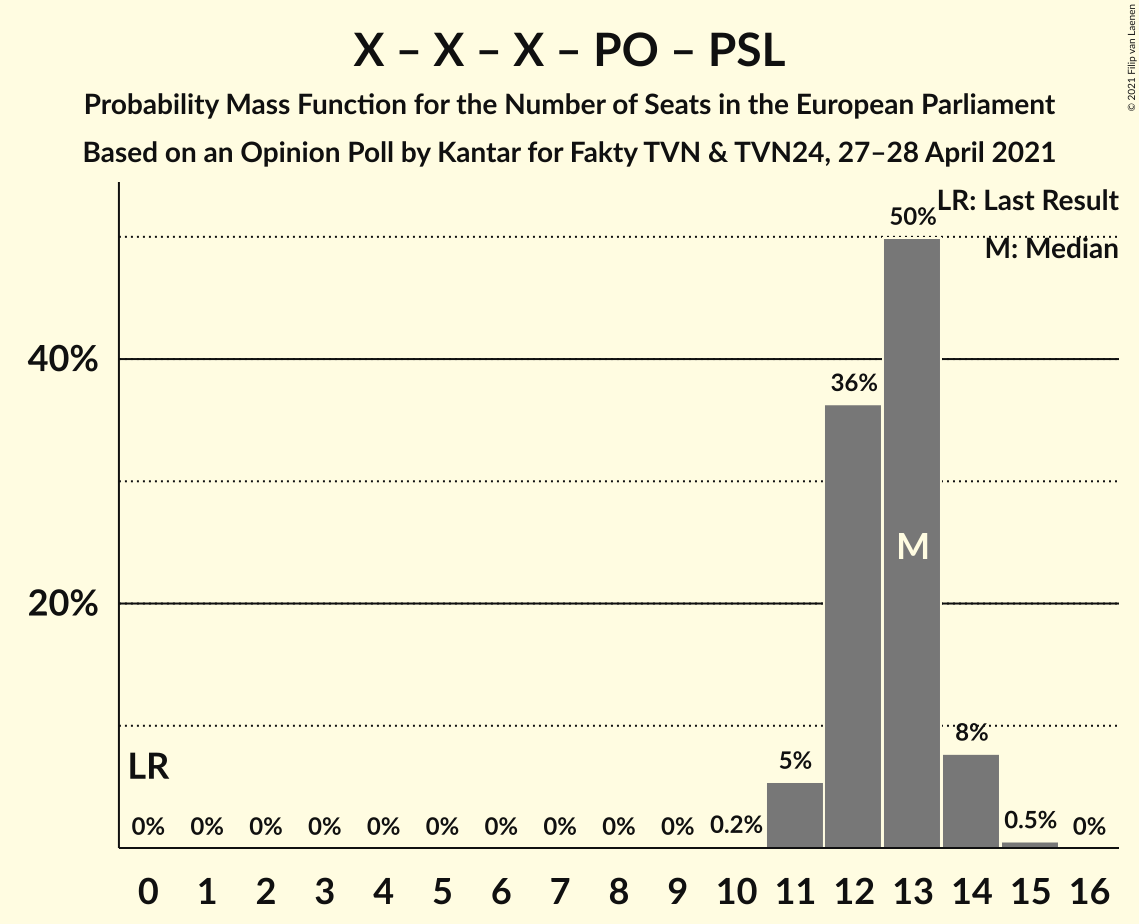 X – X – X – PO – PSL
Probability Mass Function for the Number of Seats in the European Parliament
Based on an Opinion Poll by Kantar for Fakty TVN & TVN24, 27–28 April 2021
© 2021 Filip van Laenen
LR: Last Result
M: Median
50%
40%
36%
M
20%
8%
LR
5%
0% 0% 0% 0% 0% 0% 0% 0% 0% 0% 0.2% 0.5% 0%
0 1 2 3 4 5 6 7 8 9 10 11 12 13 14 15 16